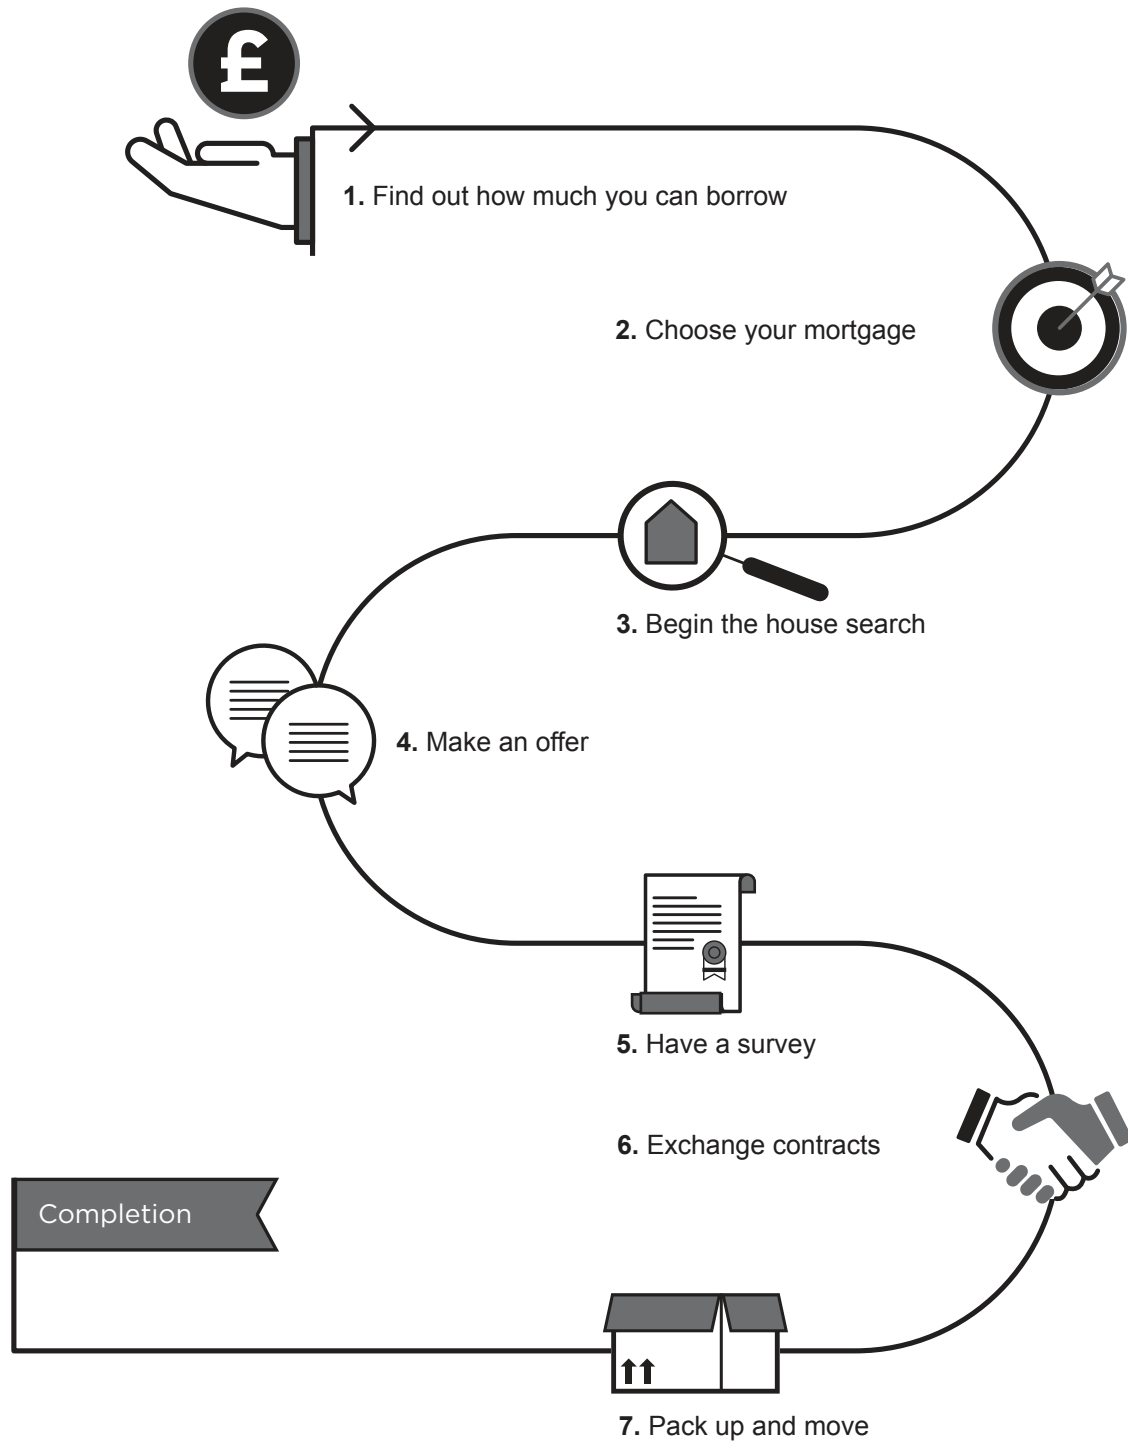 £
1. Find out how much you can borrow
2. Choose your mortgage
3. Begin the house search
4. Make an offer
5. Have a survey
6. Exchange contracts
Completion
7. Pack up and move